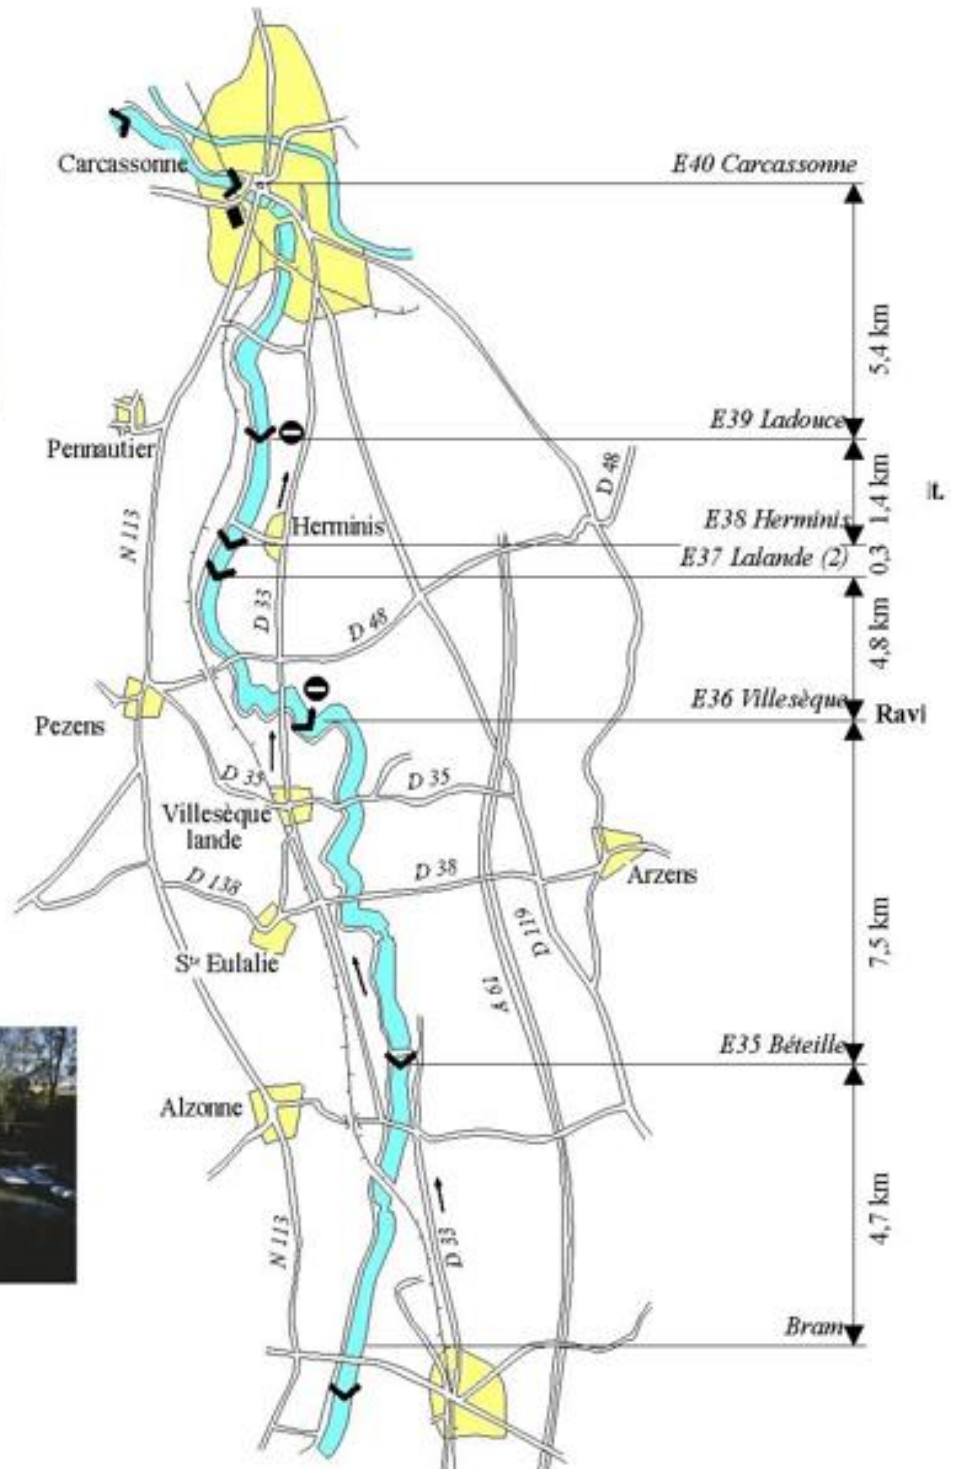 Carcassonne
E40 Carcassonne
5,4 km
E39 Ladouce
Pennautier
D 48
1,4 km
lt.
N 113
Herminis
E38 Herminis
E37 Lalande (2)
0,3
D 33
D 48
4,8 km
E36 Villesèque
Ravi
Pezens
D 35
D 35
Villesèque
lande
D 38
Arzens
D 138
D 119
7,5 km
Ste Eulalie
A 61
E35 Béteille
Alzonne
4,7 km
N 113
D 33
Bram